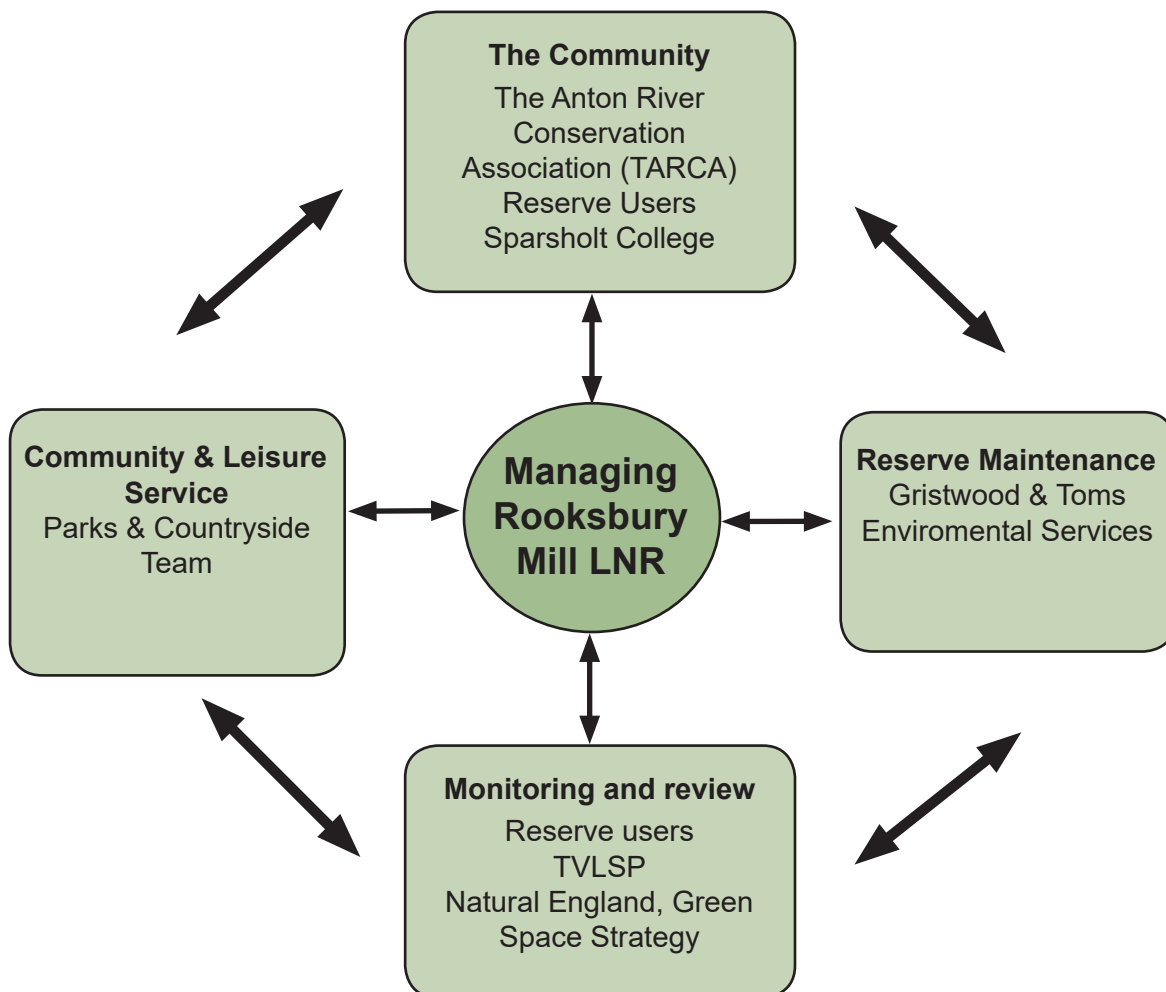 The Community
The Anton River
Conservation
Association (TARCA)
Reserve Users
Sparsholt College
Community & Leisure
Service
Parks & Countryside
Team
Managing
Rooksbury
Mill LNR
Reserve Maintenance
Gristwood & Toms
Enviromental Services
Monitoring and review
Reserve users
TVLSP
Natural England, Green
Space Strategy